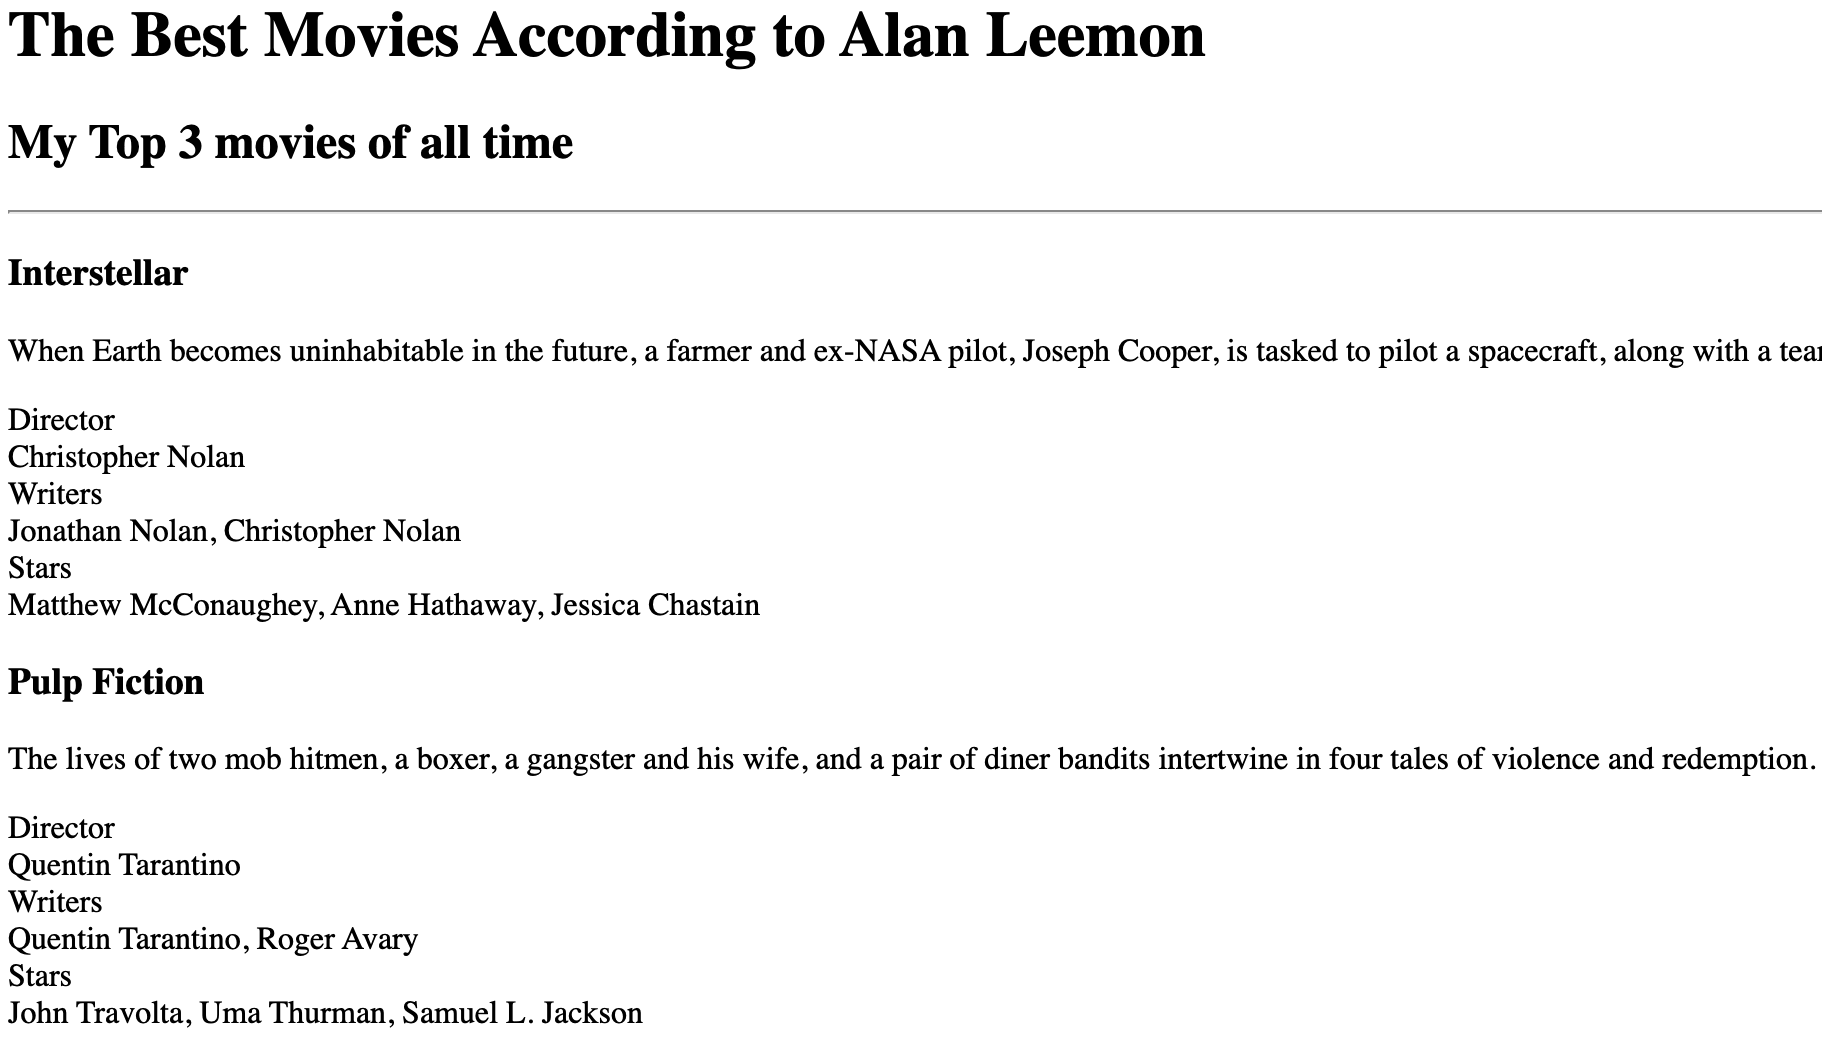 The Best Movies According to Alan Leemon
My Top 3 movies of all time
Interstellar
When Earth becomes uninhabitable in the future, a farmer and ex-NASA pilot, Joseph Cooper, is tasked to pilot a spacecraft, along with a
Director
Christopher Nolan
Writers
Jonathan Nolan, Christopher Nolan
Stars
Matthew McConaughey, Anne Hathaway, Jessica Chastain
Pulp Fiction
The lives of two mob hitmen, a boxer, a gangster and his wife, and a pair of diner bandits intertwine in four tales of violence and redemption.
Director
Quentin Tarantino
Writers
Quentin Tarantino, Roger Avary
Stars
John Travolta, Uma Thurman, Samuel L. Jackson